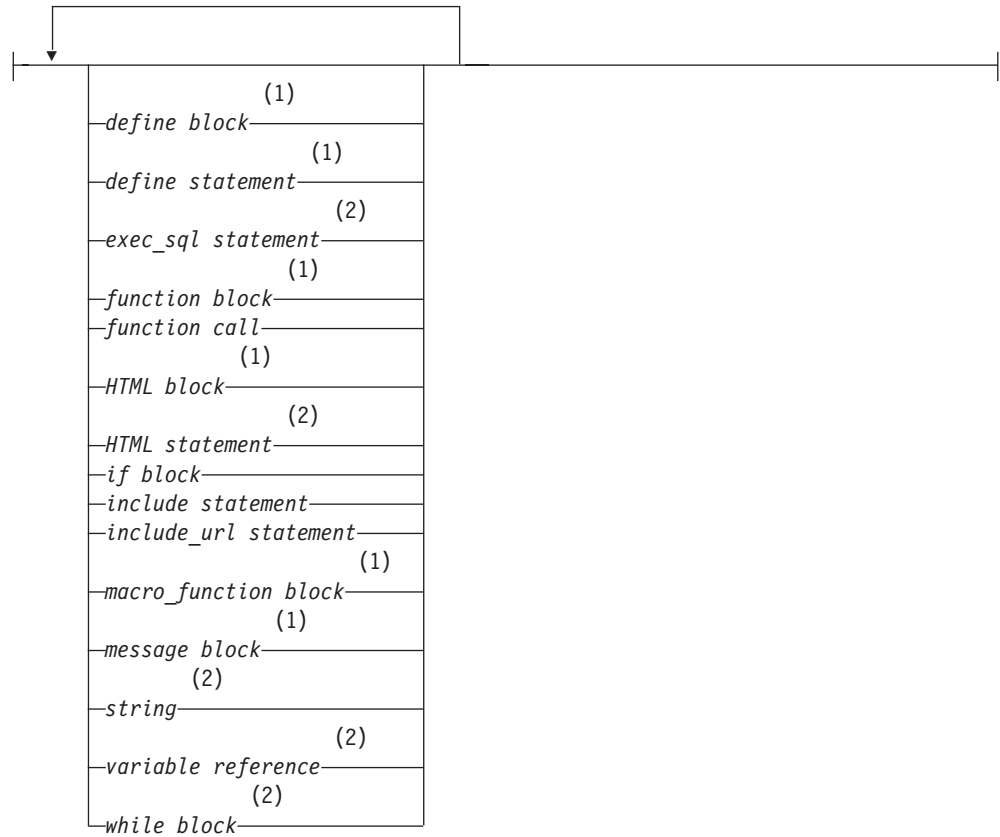 (1)
define block
(1)
define statement
(2)
exec_sql statement
(1)
function block
function call
(1)
HTML block
(2)
HTML statement
if block
include statement
include_url statement
(1)
macro_function block
(1)
message block
(2)
string
(2)
variable reference
(2)
while block